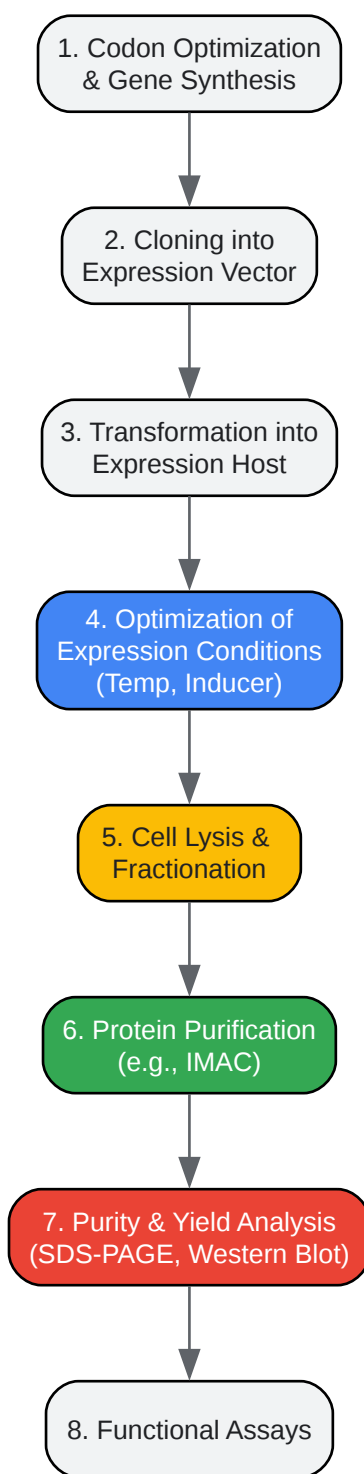 1. Codon Optimization
& Gene Synthesis
2. Cloning into
Expression Vector
3. Transformation into
Expression Host
4. Optimization of
Expression Conditions
(Temp, Inducer)
5. Cell Lysis &
Fractionation
6. Protein Purification
(e.g., IMAC)
7. Purity & Yield Analysis
(SDS-PAGE, Western Blot)
8. Functional Assays